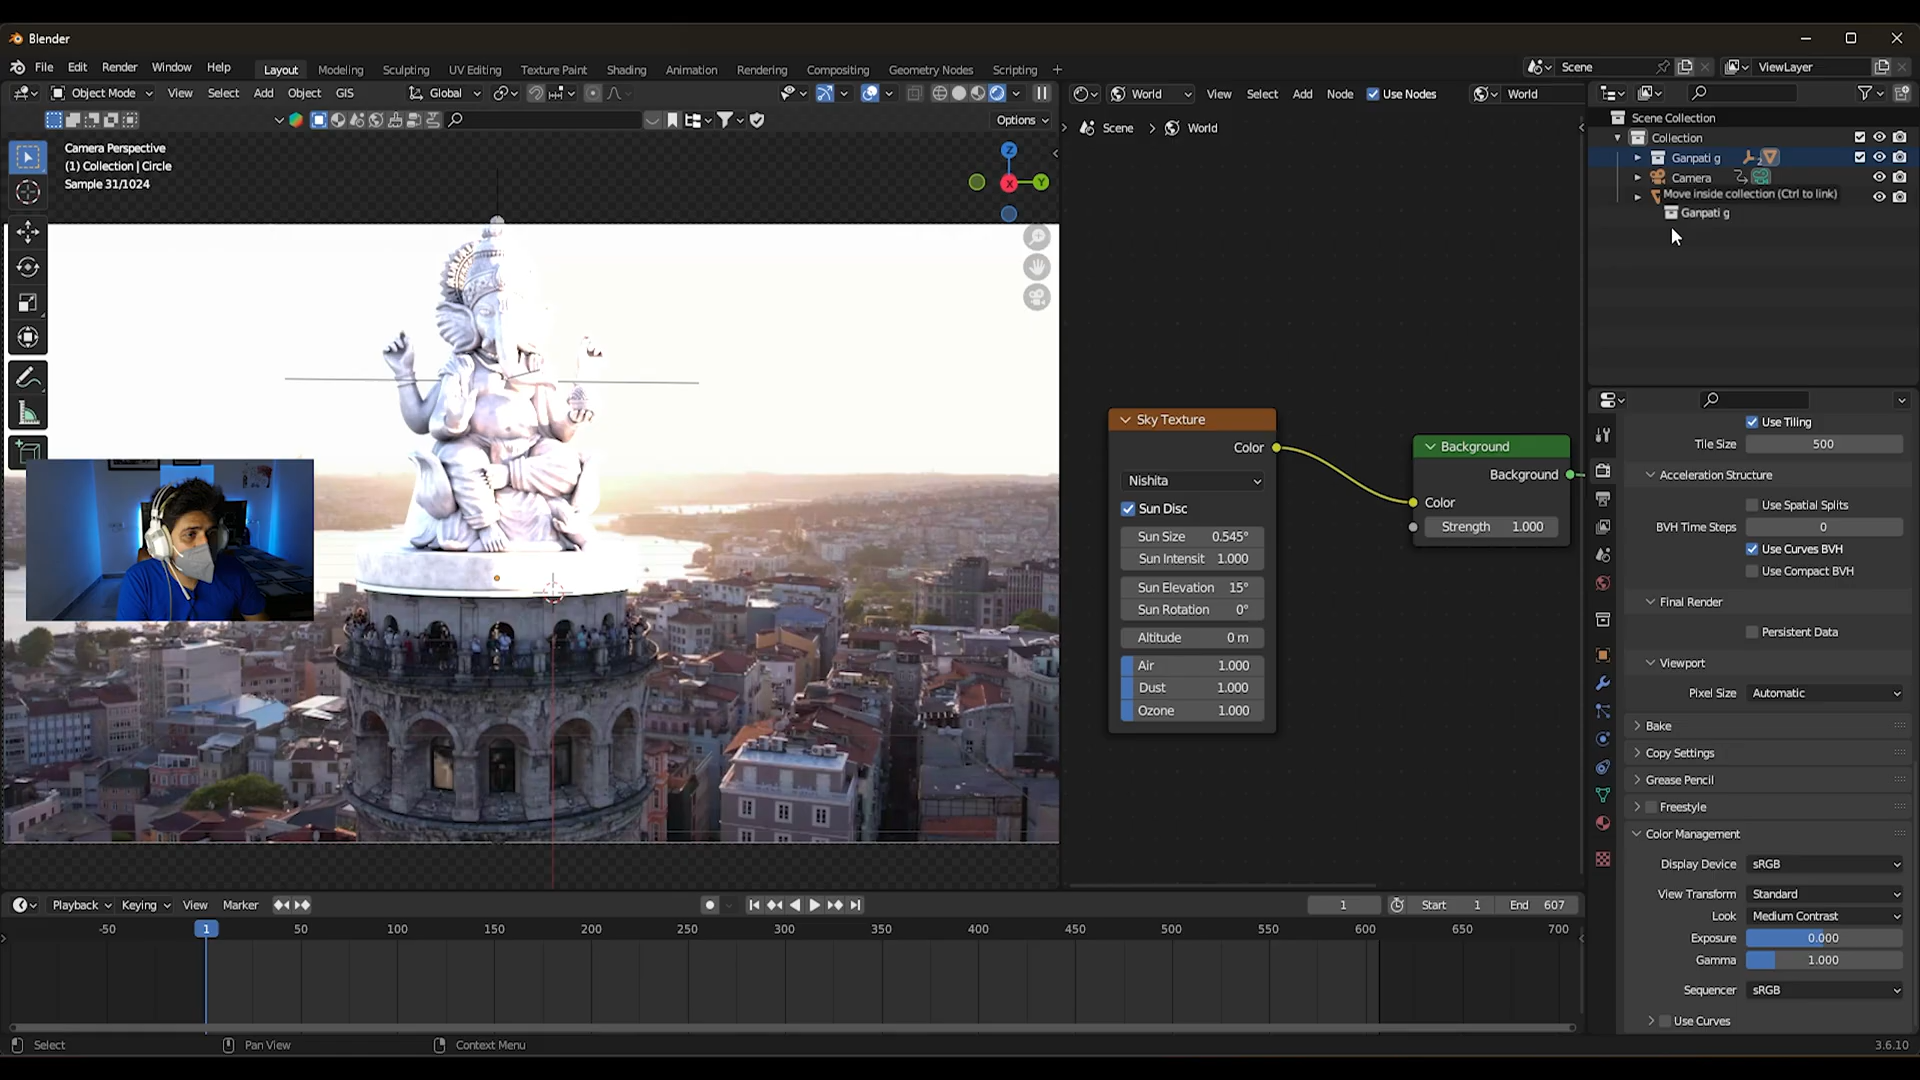 Blender
File Edit Render Window Help
Layout Modeling Sculpting UV Editing Texture Paint Shading Animation Rendering Compositing Geometry Nodes Scripting +
Scene ViewLayer
Object Mode View Select Add Object GIS Global
World View Select Add Node Use Nodes World
Options
Camera Perspective
(1) Collection | Circle
Sample 31/1024
Z
X
Y
Scene > World
Scene Collection
Collection
Ganpati g 2
Camera
Move inside collection (Ctrl to link)
Ganpati g
Sky Texture
Color
Nishita
Sun Disc
Sun Size 0.545°
Sun Intensit 1.000
Sun Elevation 15°
Sun Rotation 0°
Altitude 0 m
Air 1.000
Dust 1.000
Ozone 1.000
Background
Background
Color
Strength 1.000
Use Tiling
Tile Size 500
Acceleration Structure
Use Spatial Splits
BVH Time Steps 0
Use Curves BVH
Use Compact BVH
Final Render
Persistent Data
Viewport
Pixel Size Automatic
Bake
Copy Settings
Grease Pencil
Freestyle
Color Management
Display Device sRGB
View Transform Standard
Look Medium Contrast
Exposure 0.000
Gamma 1.000
Sequencer sRGB
Use Curves
Playback Keying View Marker 1 Start 1 End 607
-50 1 50 100 150 200 250 300 350 400 450 500 550 600 650 700
Select Pan View Context Menu 3.6.10